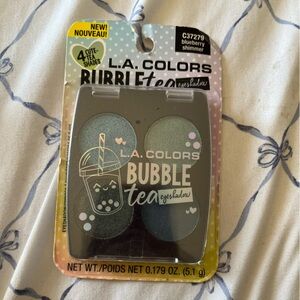 NEW!
NOUVEAU!
4 CUTE-TEA SHADES
C37279
blueberry
shimmer
L.A. COLORS
BUBBLE tea eyeshadow
L.A. COLORS
BUBBLE
tea eyeshadow
NET WT./POIDS NET 0.179 OZ. (5.1 g)